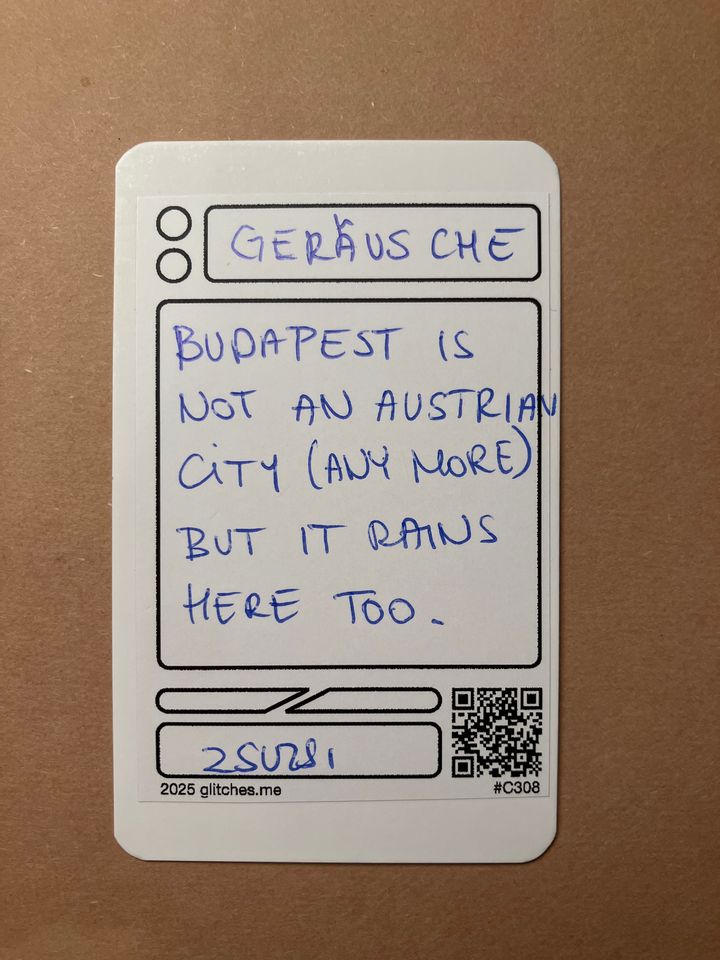 GERÄUSCHE
BUDAPEST IS
NOT AN AUSTRIAN
CITY (ANY MORE)
BUT IT RAINS
HERE TOO.
ZSUZSI
2025 glitches.me
#C308